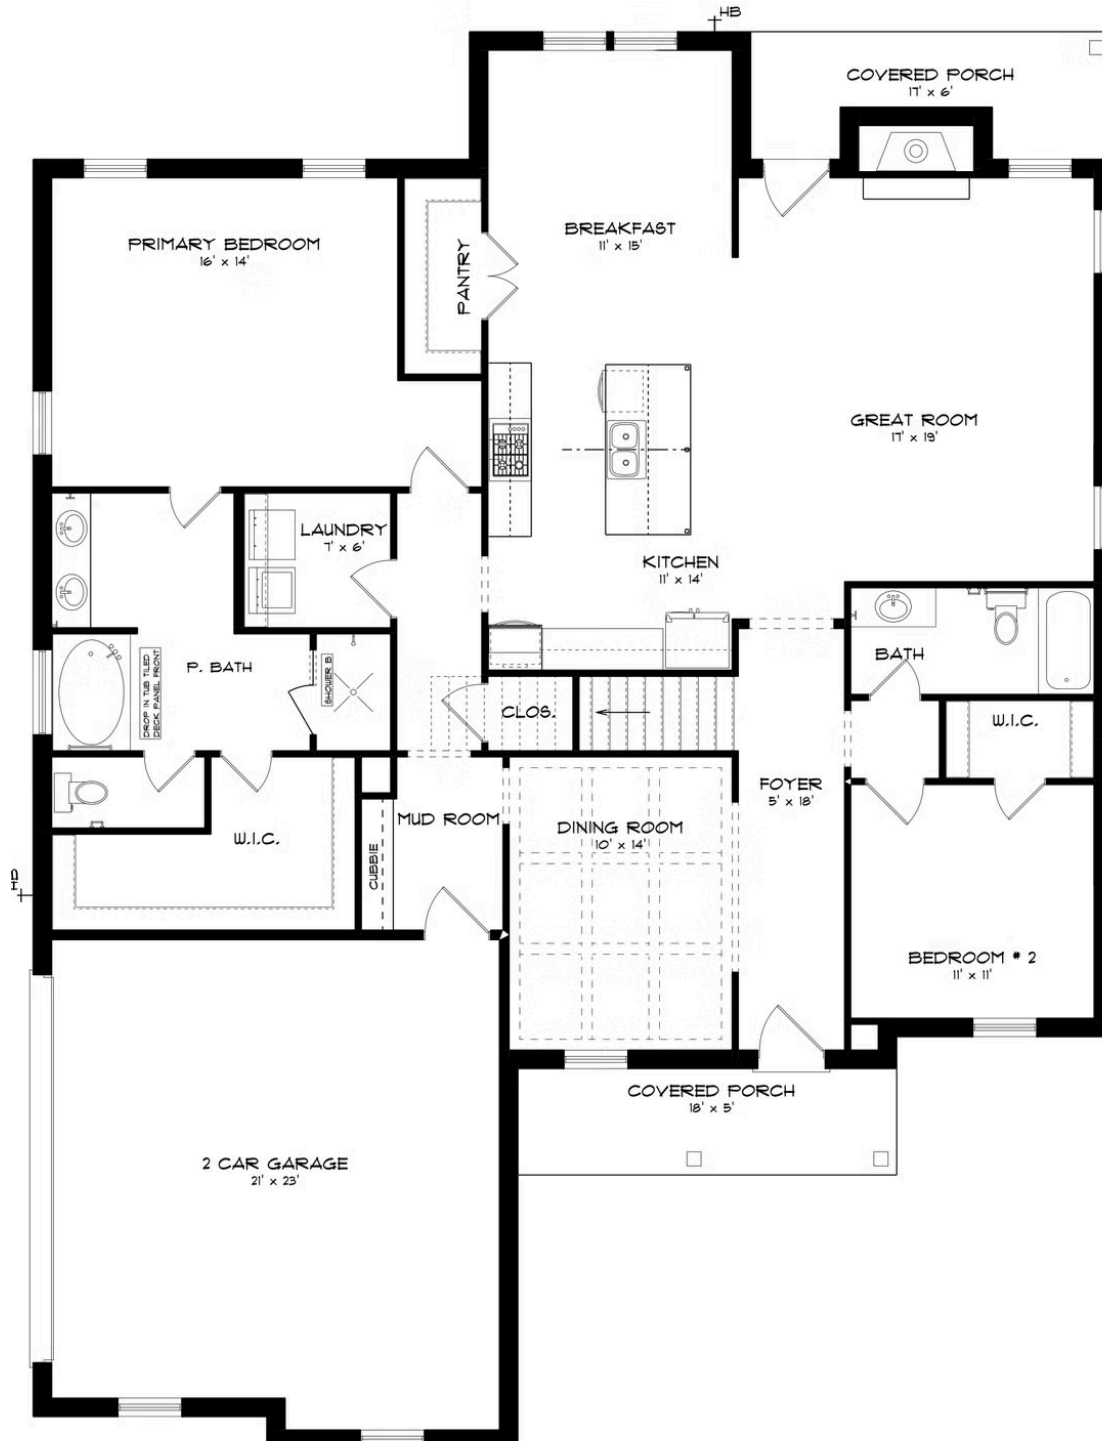 HB
COVERED PORCH
17' x 6'
BREAKFAST
11' x 15'
PRIMARY BEDROOM
16' x 14'
PANTRY
GREAT ROOM
17' x 19'
LAUNDRY
7' x 6'
KITCHEN
11' x 14'
P. BATH
DROP IN TUB TILED
DECK PANEL FRONT
SHOWER B
BATH
CLOS.
W.I.C.
FOYER
5' x 18'
MUD ROOM
DINING ROOM
10' x 14'
W.I.C.
CUBBIE
HB
BEDROOM # 2
11' x 11'
COVERED PORCH
18' x 5'
2 CAR GARAGE
21' x 23'